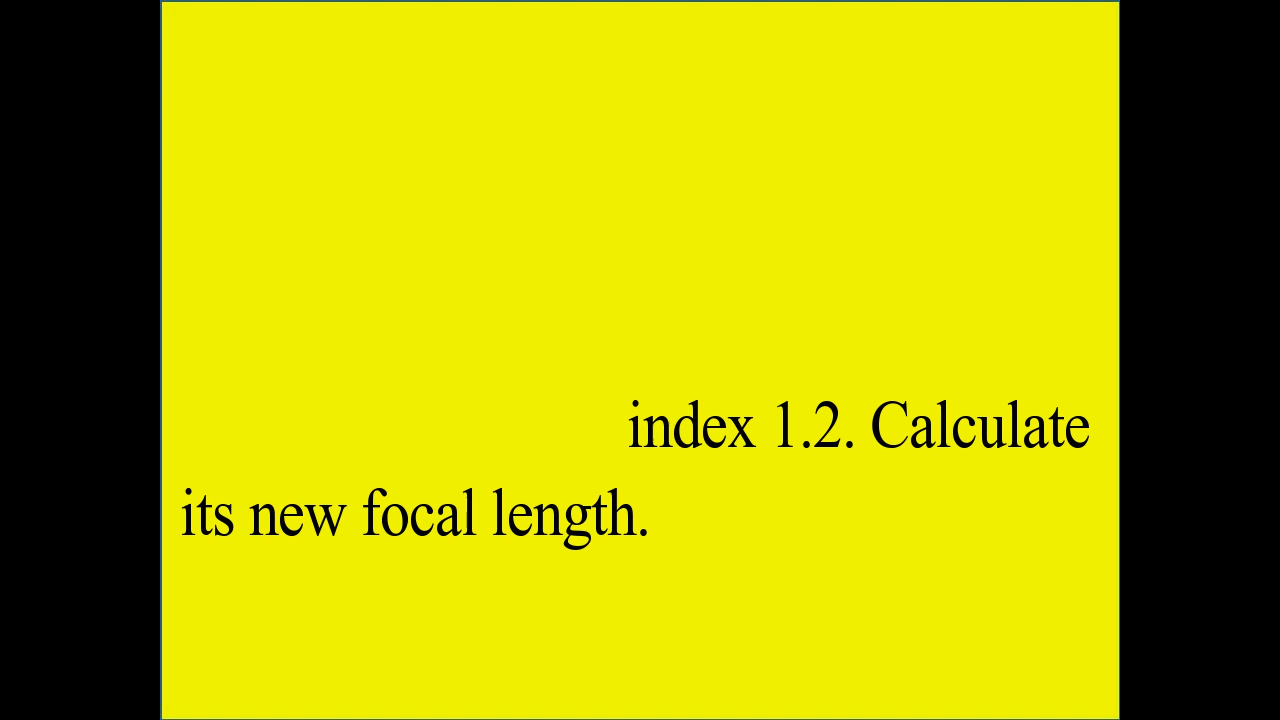 index 1.2. Calculate
its new focal length.